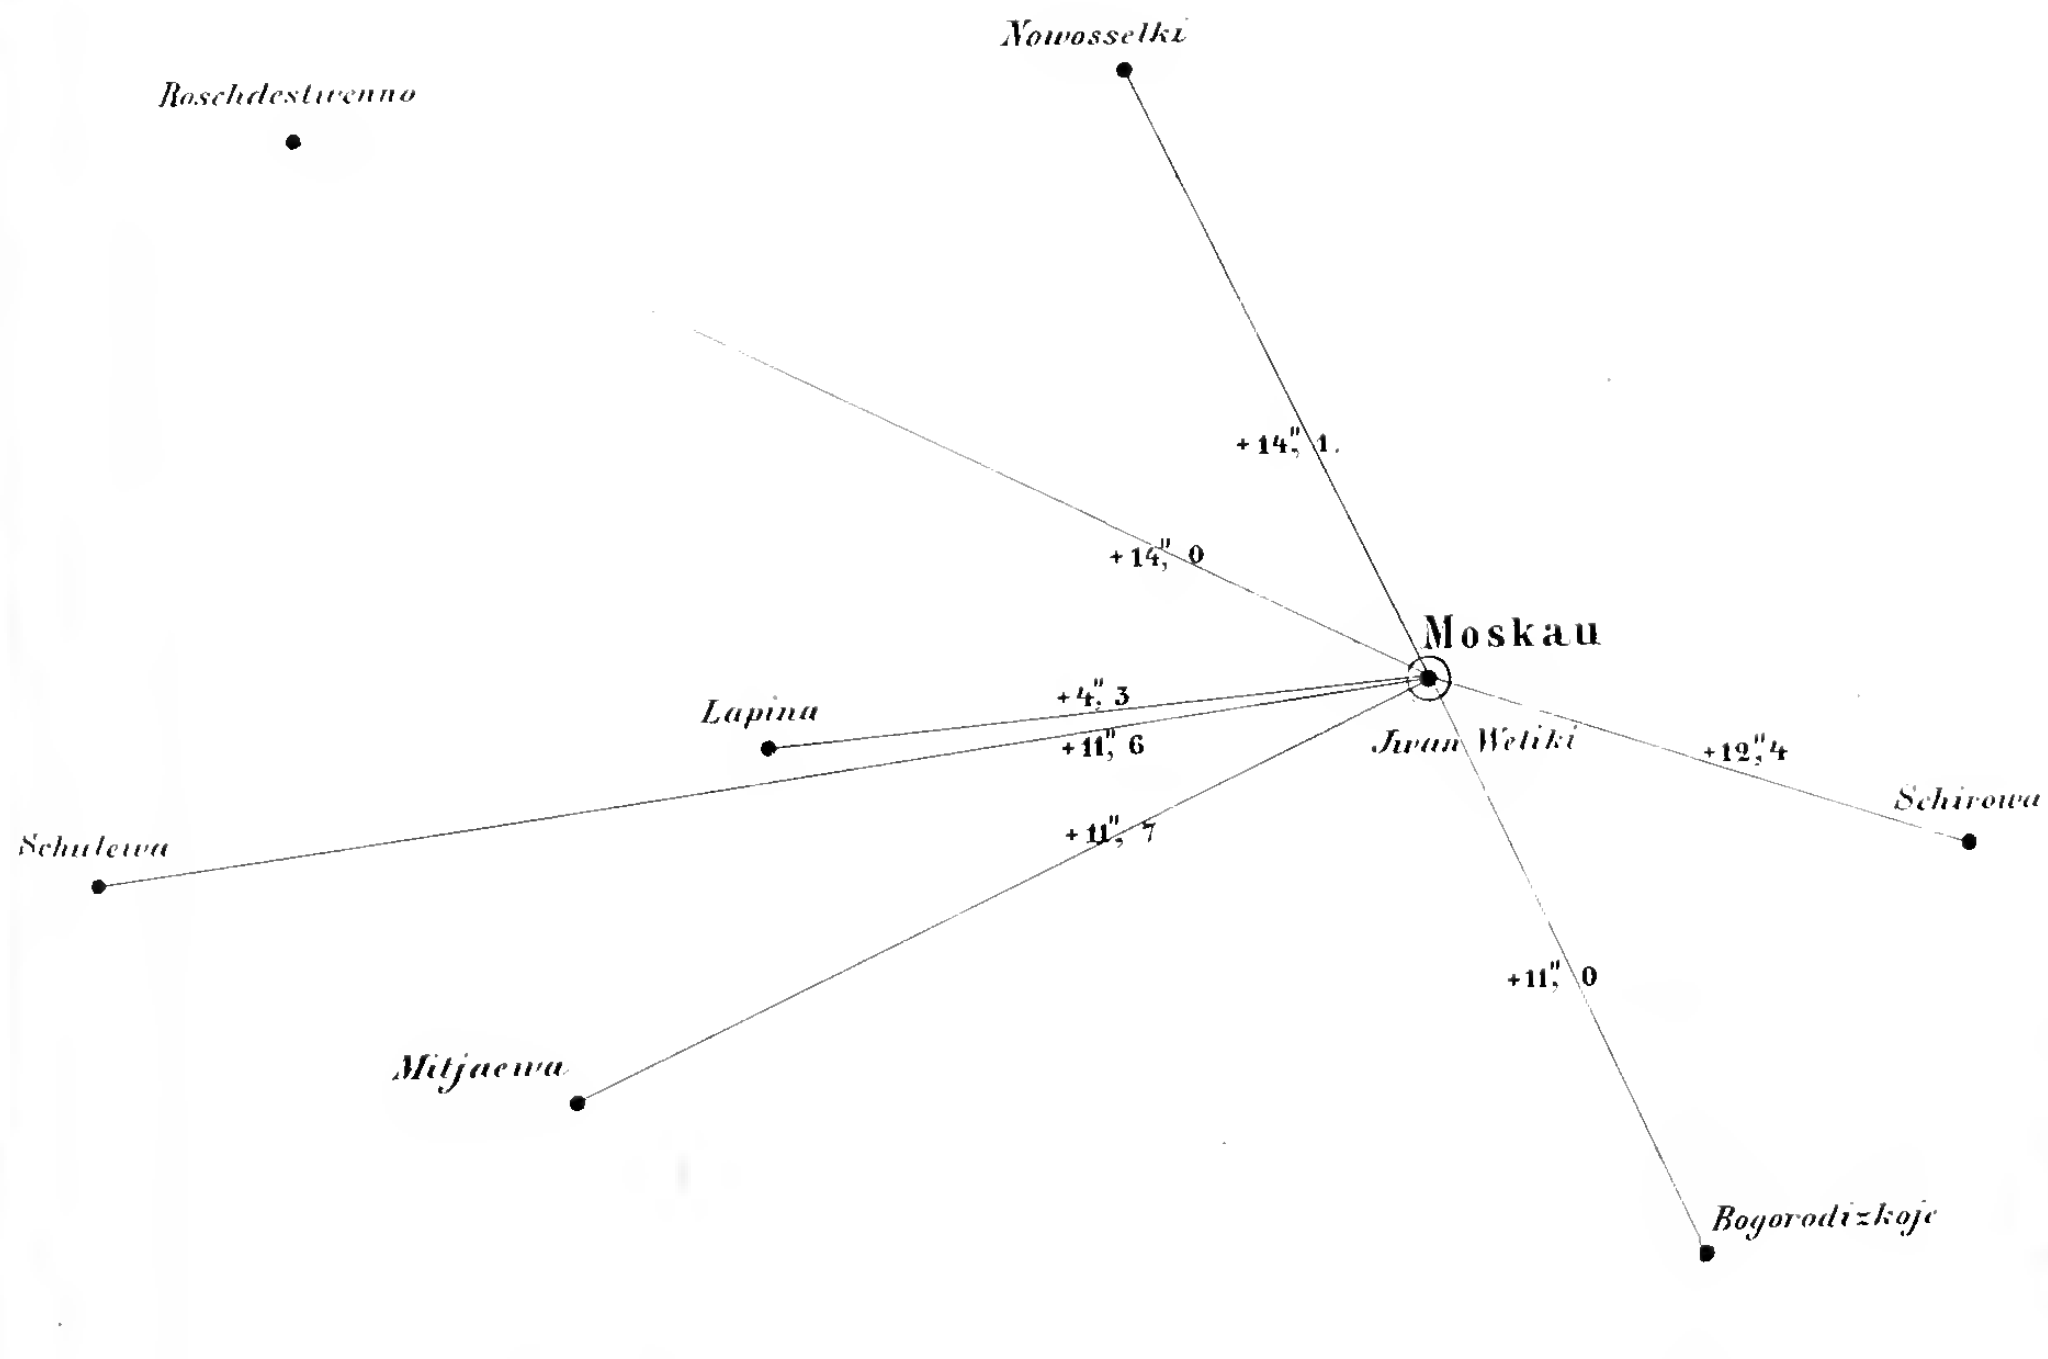 Nowosselki
Roschdestwenno
+14", 1.
+14", 0
Moskau
+4", 3
Lapina
+11", 6
Jwan Weliki
+12", 4
Schirowa
+11", 7
Schulewa
+11", 0
Mitjaewa
Bogorodizkoje